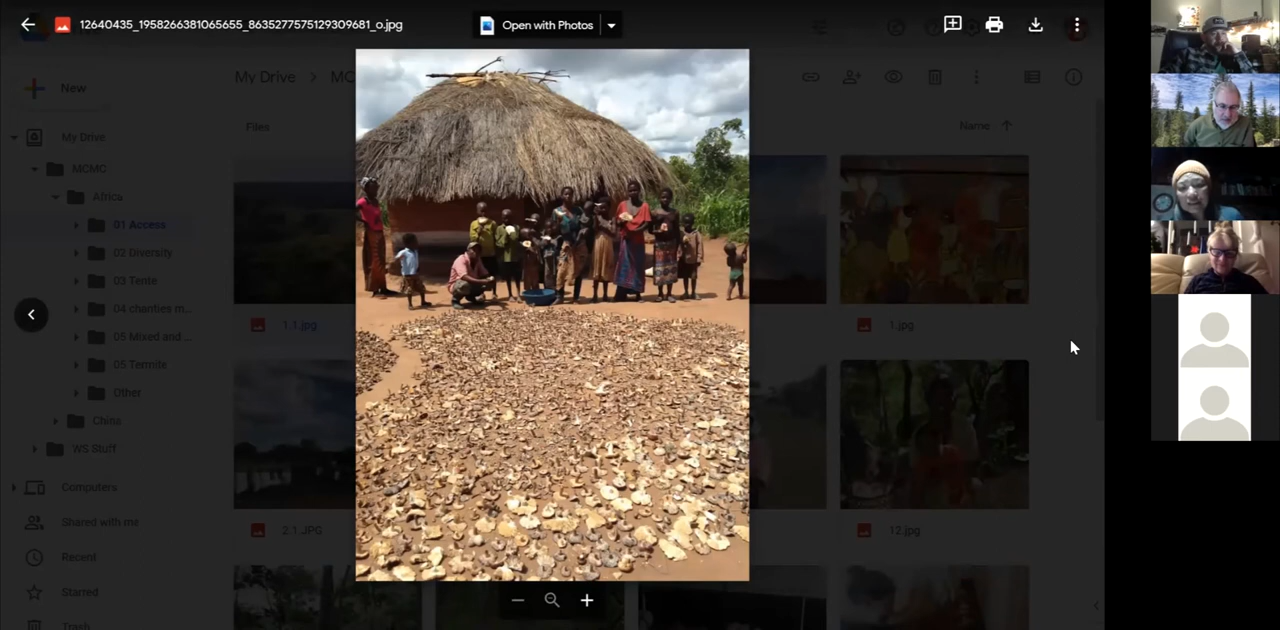 12640435_1958266381065655_8635277575129309681_o.jpg
Open with Photos
My Drive > MC
New
Files
Name
My Drive
MCMC
Africa
01 Access
02 Diversity
03 Tente
04 chanties m...
05 Mixed and ...
05 Termite
Other
China
WS Stuff
Computers
Shared with me
Recent
Starred
Trash
1.1.jpg
1.jpg
2.1.JPG
12.jpg